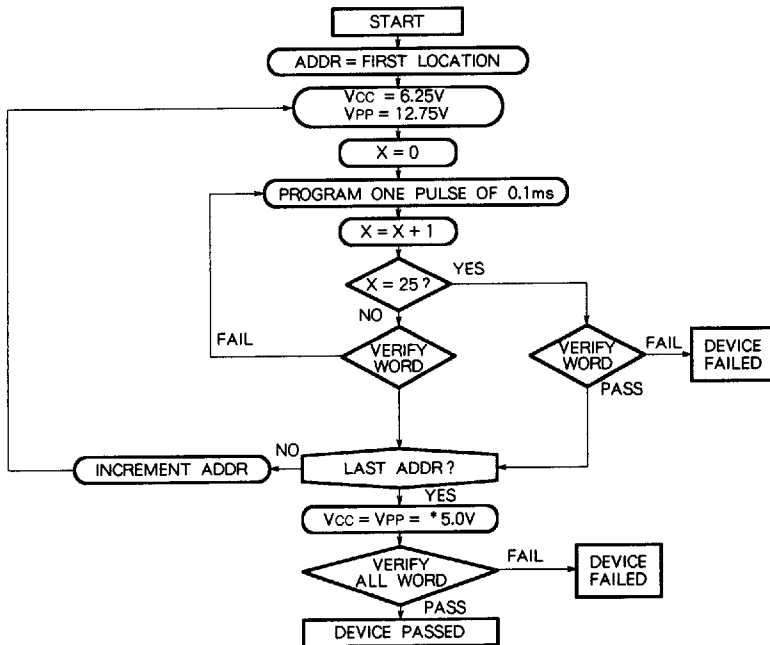 START
ADDR = FIRST LOCATION
VCC = 6.25V
VPP = 12.75V
X = 0
PROGRAM ONE PULSE OF 0.1ms
X = X + 1
X = 25 ?
YES
NO
VERIFY
WORD
FAIL
VERIFY
WORD
FAIL
DEVICE
FAILED
PASS
LAST ADDR ?
NO
INCREMENT ADDR
YES
VCC = VPP = *5.0V
VERIFY
ALL WORD
FAIL
DEVICE
FAILED
PASS
DEVICE PASSED